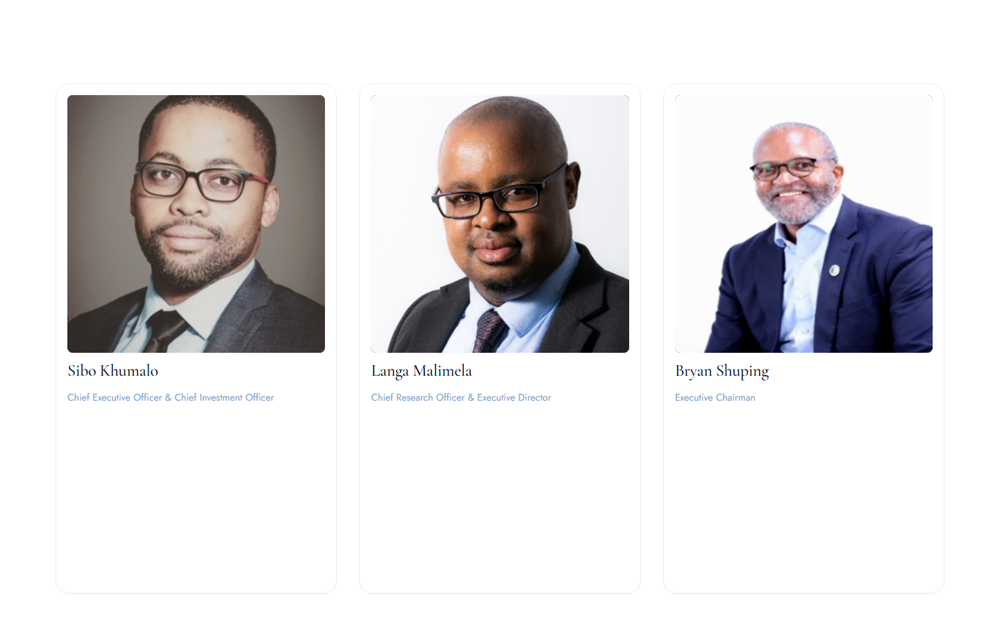 Sibo Khumalo
Chief Executive Officer & Chief Investment Officer
Langa Malimela
Chief Research Officer & Executive Director
Bryan Shuping
Executive Chairman